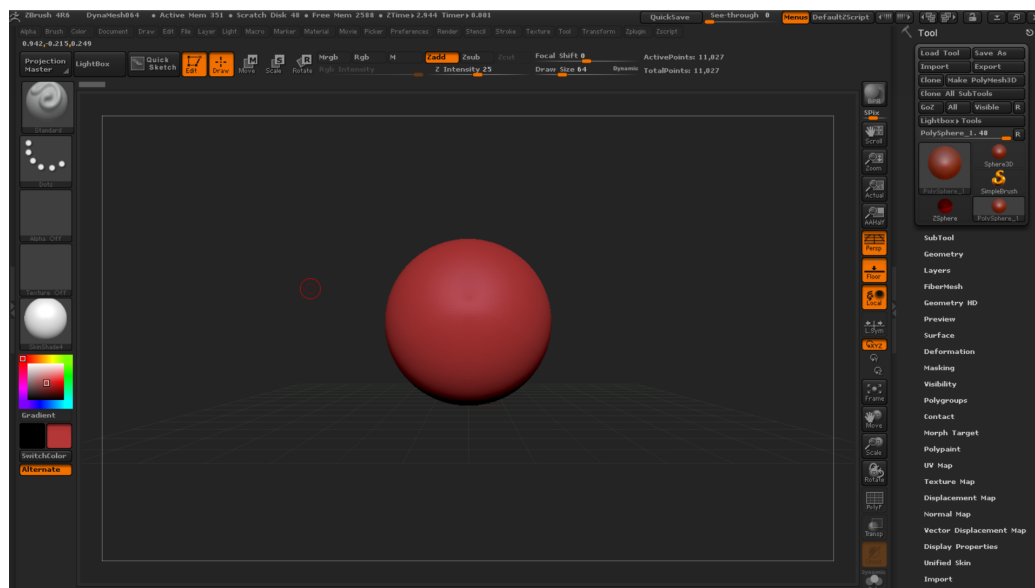 ZBrush 4R6 DynaMesh064 • Active Mem 351 • Scratch Disk 48 • Free Mem 2588 • ZTime▸2.944 Timer▸0.001 QuickSave See-through 0 Menus DefaultZScript
Alpha Brush Color Document Draw Edit File Layer Light Macro Marker Material Movie Picker Preferences Render Stencil Stroke Texture Tool Transform Zplugin Zscript
Tool
0.942,-0.215,0.249
Projection Master
LightBox
Quick Sketch
Edit
Draw
Move
Scale
Rotate
Mrgb Rgb M
Rgb Intensity
Zadd Zsub Zcut
Z Intensity 25
Focal Shift 0
Draw Size 64 Dynamic
ActivePoints: 11,027
TotalPoints: 11,027
Load Tool Save As
Import Export
Clone Make PolyMesh3D
Clone All SubTools
GoZ All Visible R
Lightbox▸Tools
PolySphere_1. 48 R
PolySphere_1
Sphere3D
SimpleBrush
ZSphere
PolySphere_1
Standard
Dots
Alpha Off
Texture Off
SkinShade4
Gradient
SwitchColor
Alternate
BPR
SPix
Scroll
Zoom
Actual
AAHalf
Persp
Floor
Local
L.Sym
XYZ
Frame
Move
Scale
Rotate
PolyF
Transp
Dynamic
SubTool
Geometry
Layers
FiberMesh
Geometry HD
Preview
Surface
Deformation
Masking
Visibility
Polygroups
Contact
Morph Target
Polypaint
UV Map
Texture Map
Displacement Map
Normal Map
Vector Displacement Map
Display Properties
Unified Skin
Import